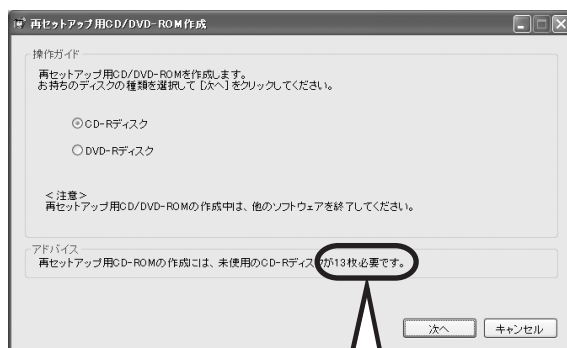 再セットアップ用CD/DVD-ROM作成
操作ガイド
再セットアップ用CD/DVD-ROMを作成します。
お持ちのディスクの種類を選択して [次へ] をクリックしてください。
CD-Rディスク
DVD-Rディスク
<注意>
再セットアップ用CD/DVD-ROMの作成中は、他のソフトウェアを終了してください。
アドバイス
再セットアップ用CD-ROMの作成には、未使用のCD-Rディスクが13枚必要です。
次へ
キャンセル